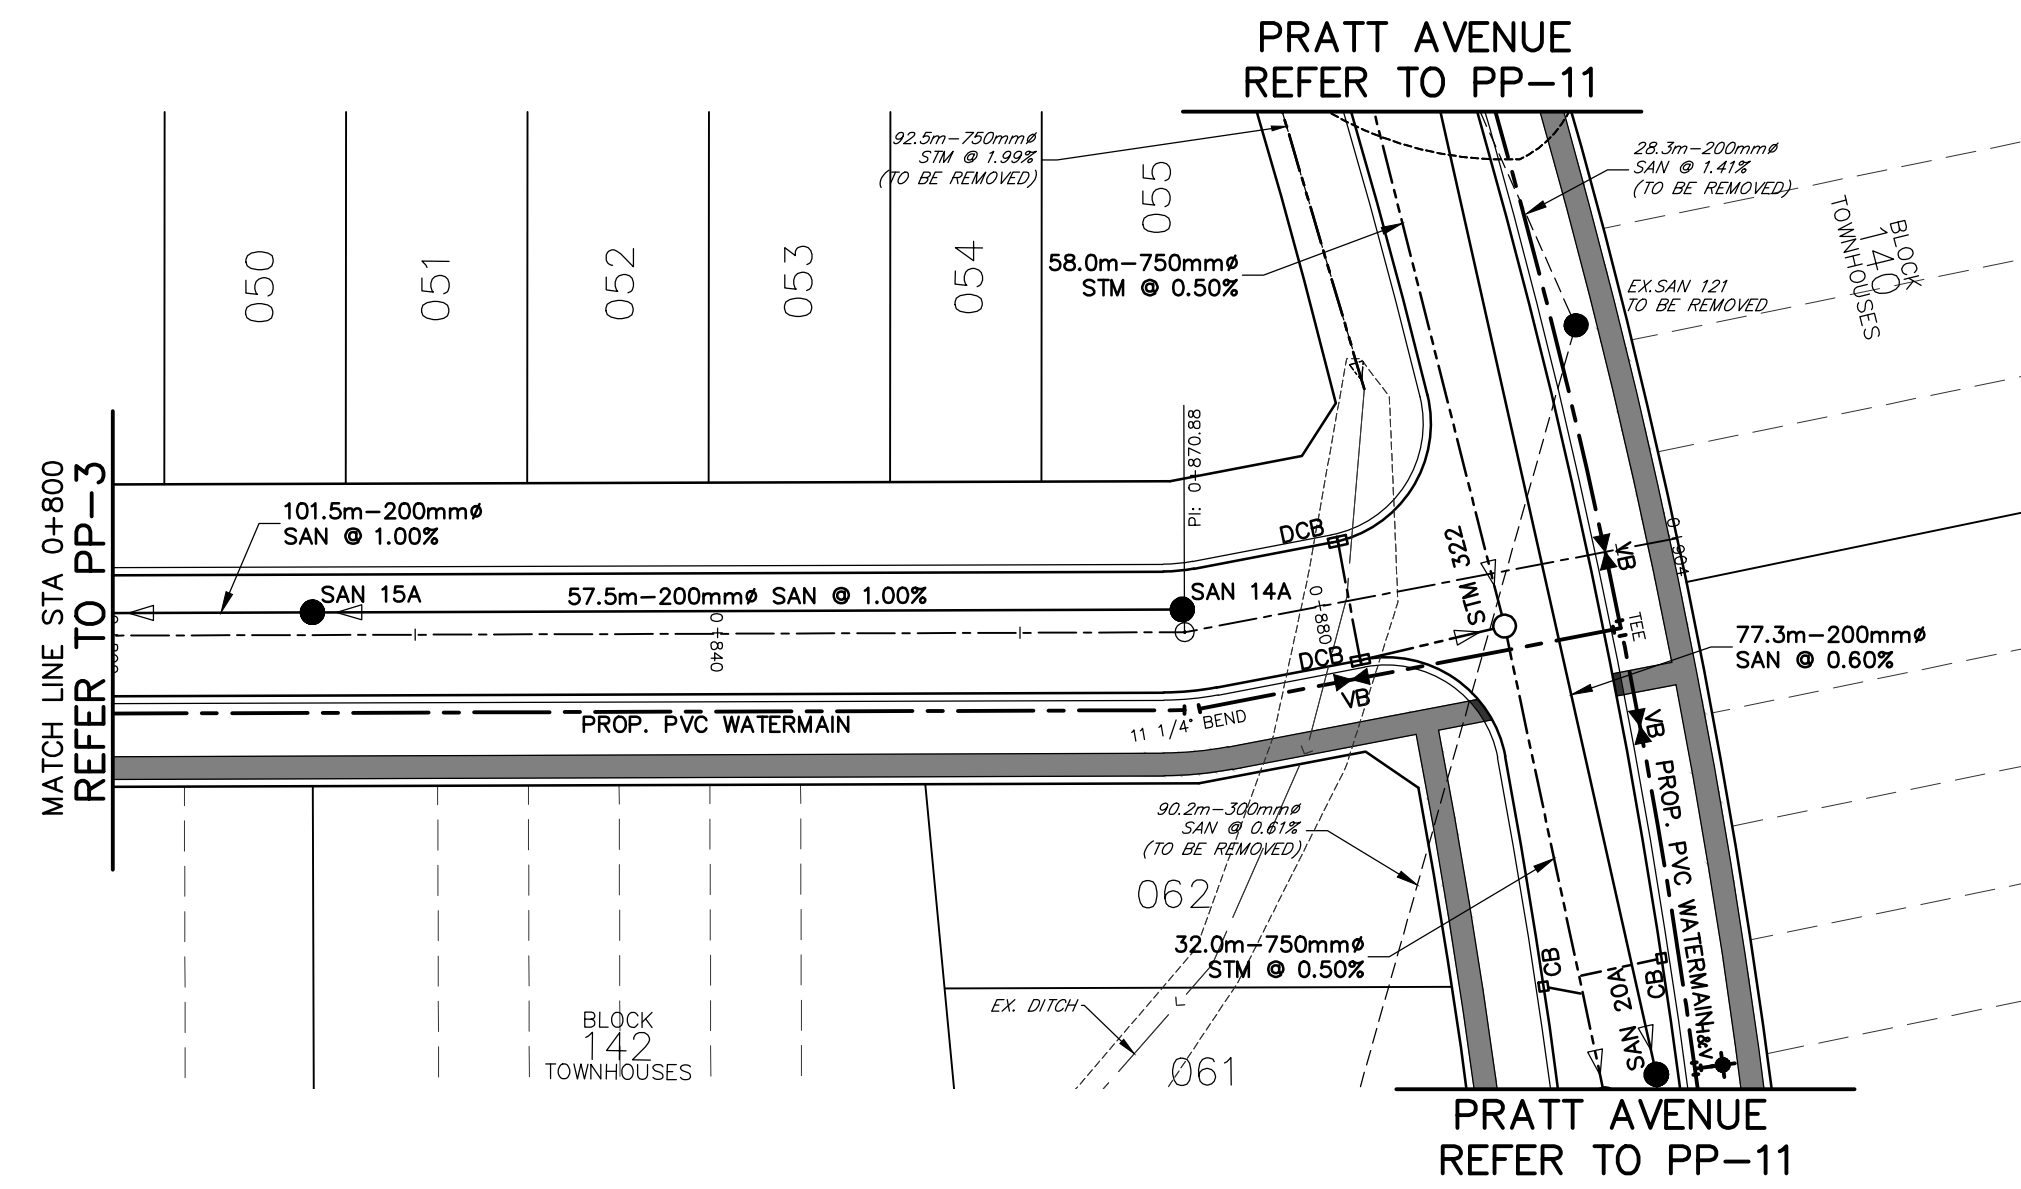 PRATT AVENUE
REFER TO PP-11
92.5m-750mmø
STM @ 1.99%
(TO BE REMOVED)
28.3m-200mmø
SAN @ 1.41%
(TO BE REMOVED)
050
051
052
053
054
055
58.0m-750mmø
STM @ 0.50%
BLOCK
140
TOWNHOUSES
EX.SAN 121
TO BE REMOVED
MATCH LINE STA 0+800
REFER TO PP-3
101.5m-200mmø
SAN @ 1.00%
SAN 15A
57.5m-200mmø SAN @ 1.00%
PI: 0+870.88
SAN 14A
DCB
STM 322
VB
0+904
0+840
0+880
DCB
VB
TEE
77.3m-200mmø
SAN @ 0.60%
PROP. PVC WATERMAIN
11 1/4° BEND
VB
PROP. PVC WATERMAIN
90.2m-300mmø
SAN @ 0.61%
(TO BE REMOVED)
062
32.0m-750mmø
STM @ 0.50%
CB
CB
SAN 20A
H&V
EX. DITCH
061
BLOCK
142
TOWNHOUSES
PRATT AVENUE
REFER TO PP-11